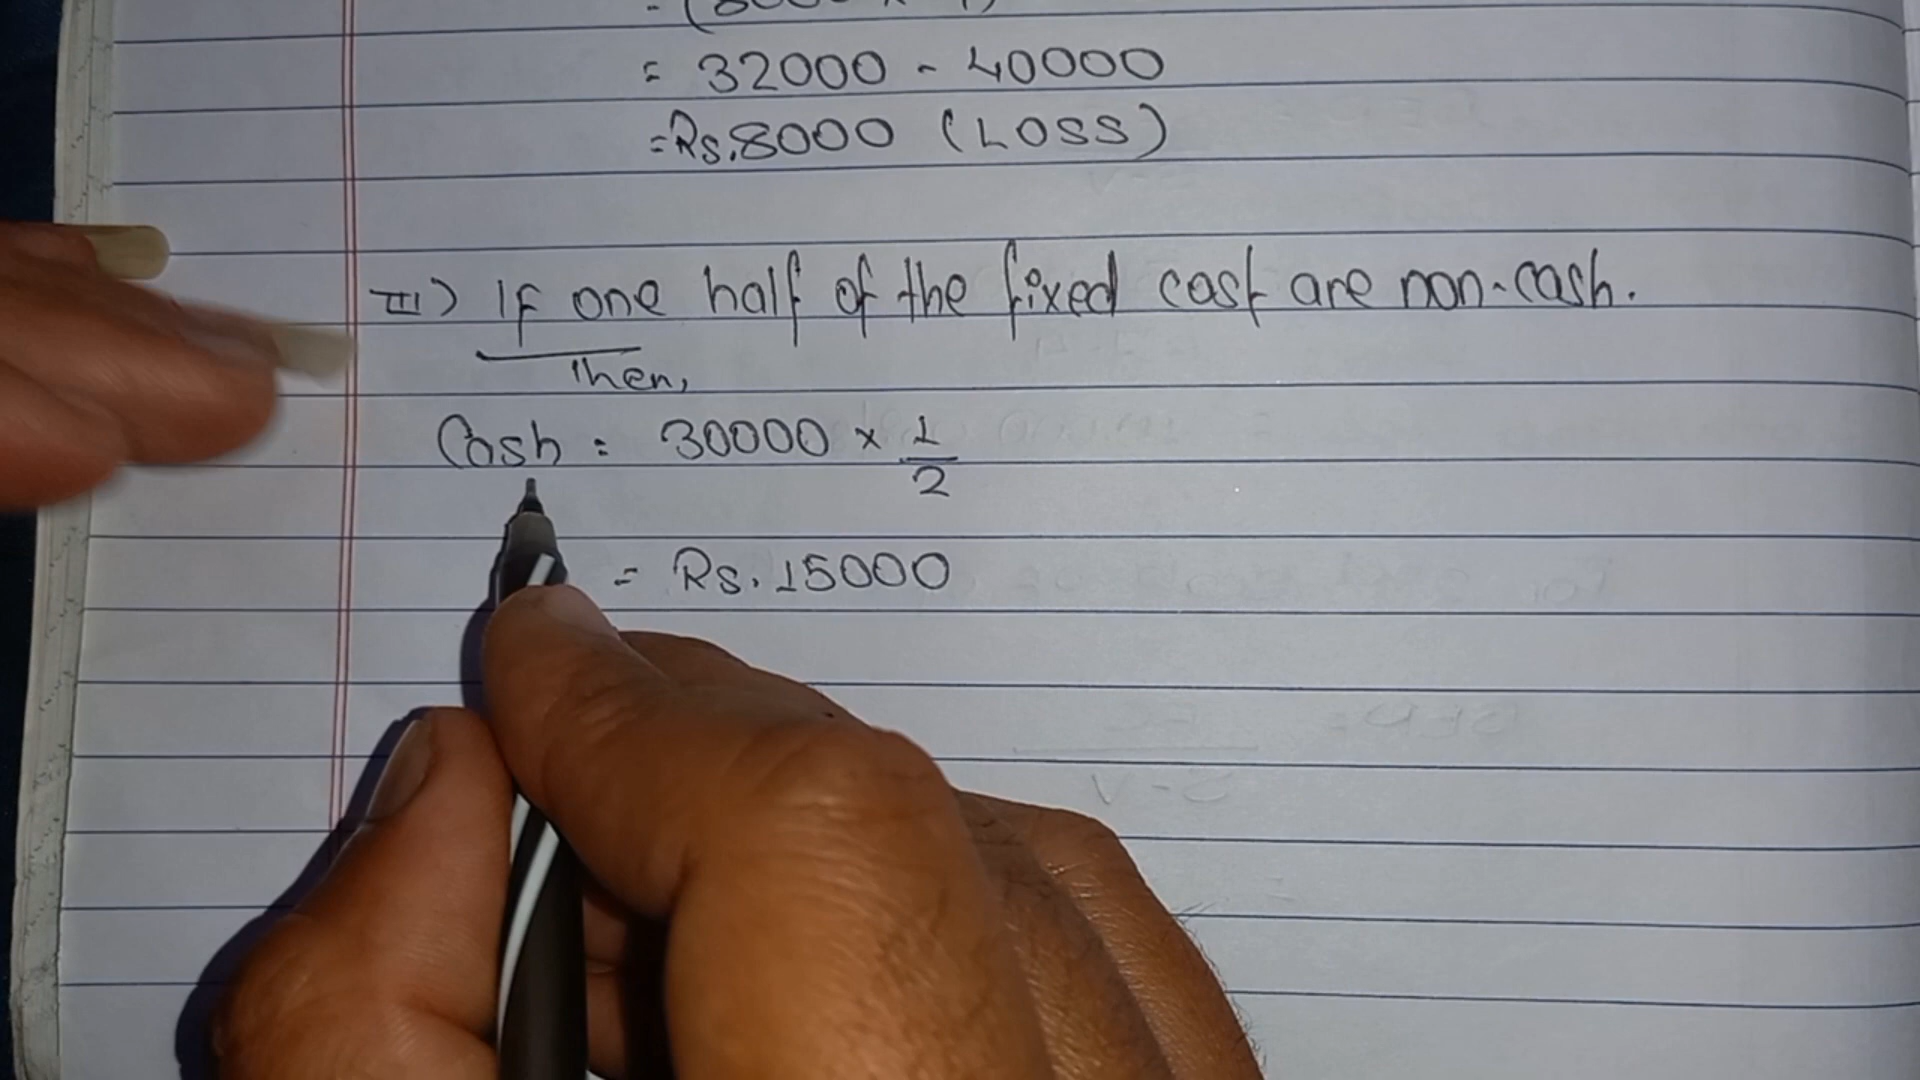 = 32000 - 40000
= Rs.8000 (LOSS)
III) If one half of the fixed cost are non-cash.
Then,
Cash = 30000 × 1/2
= Rs. 15000